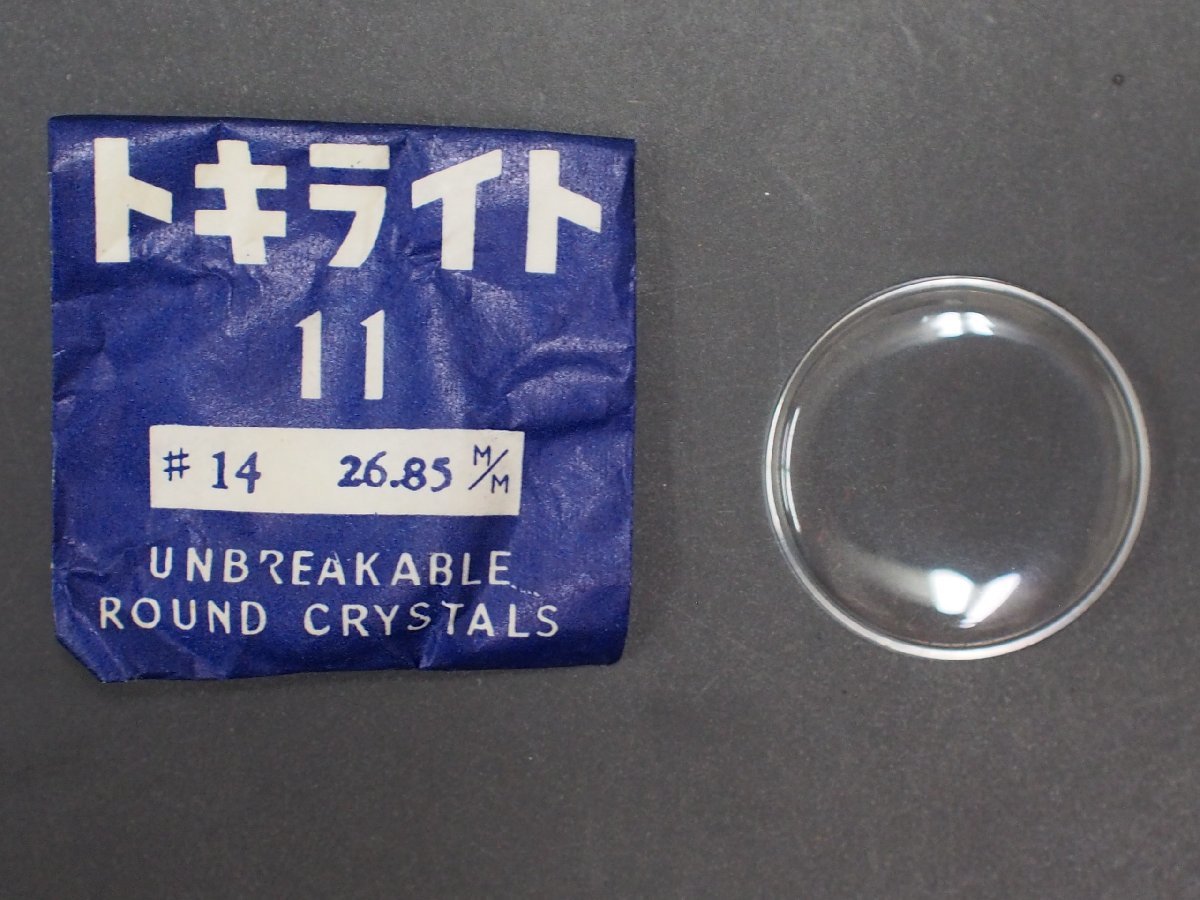 トキライト
11
# 14 26.85 M/M
UNBREAKABLE
ROUND CRYSTALS